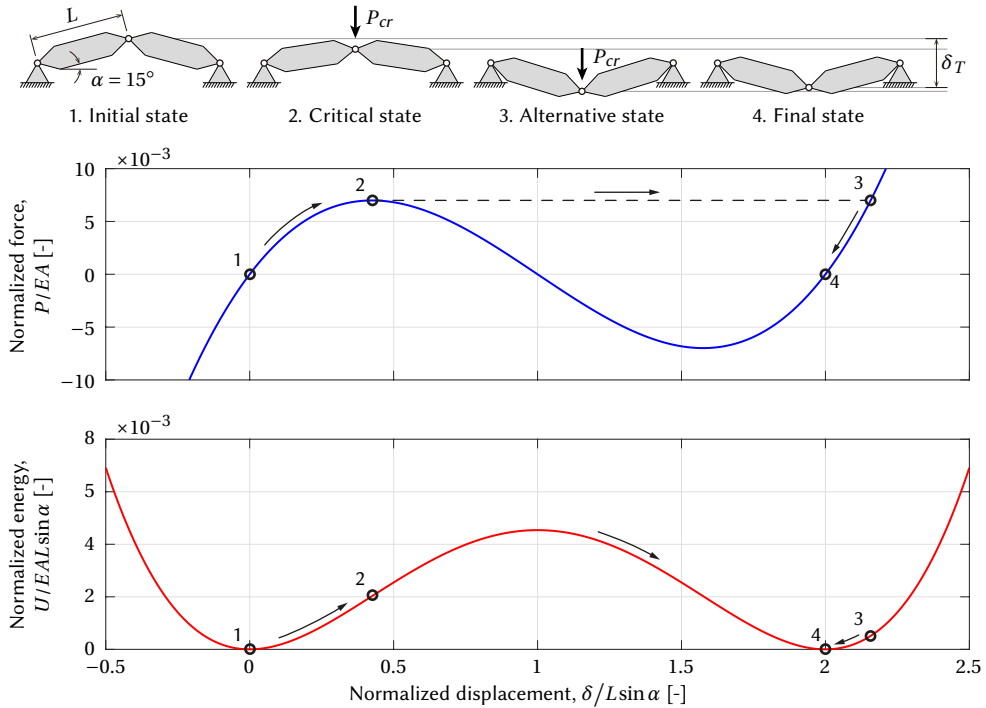 L
P_cr
P_cr
δ_T
α = 15°
1. Initial state
2. Critical state
3. Alternative state
4. Final state
×10⁻³
Normalized force,
P/EA [-]
10
5
0
−5
−10
1
2
3
4
×10⁻³
Normalized energy,
U/EAL sin α [-]
8
5
4
2
0
1
2
4
3
−0.5
0
0.5
1
1.5
2
2.5
Normalized displacement, δ/L sin α [-]